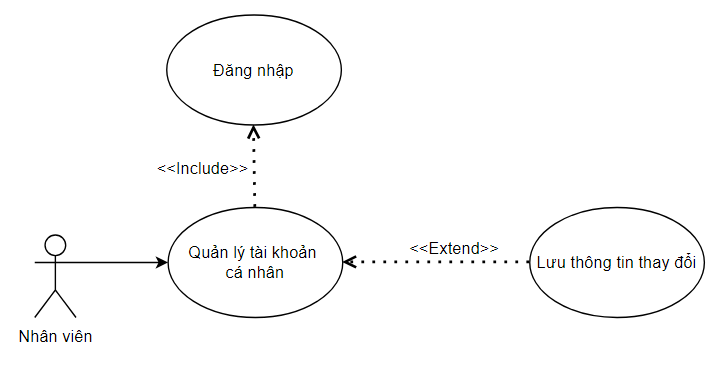 Đăng nhập
<<Include>>
Quản lý tài khoản
cá nhân
<<Extend>>
Lưu thông tin thay đổi
Nhân viên